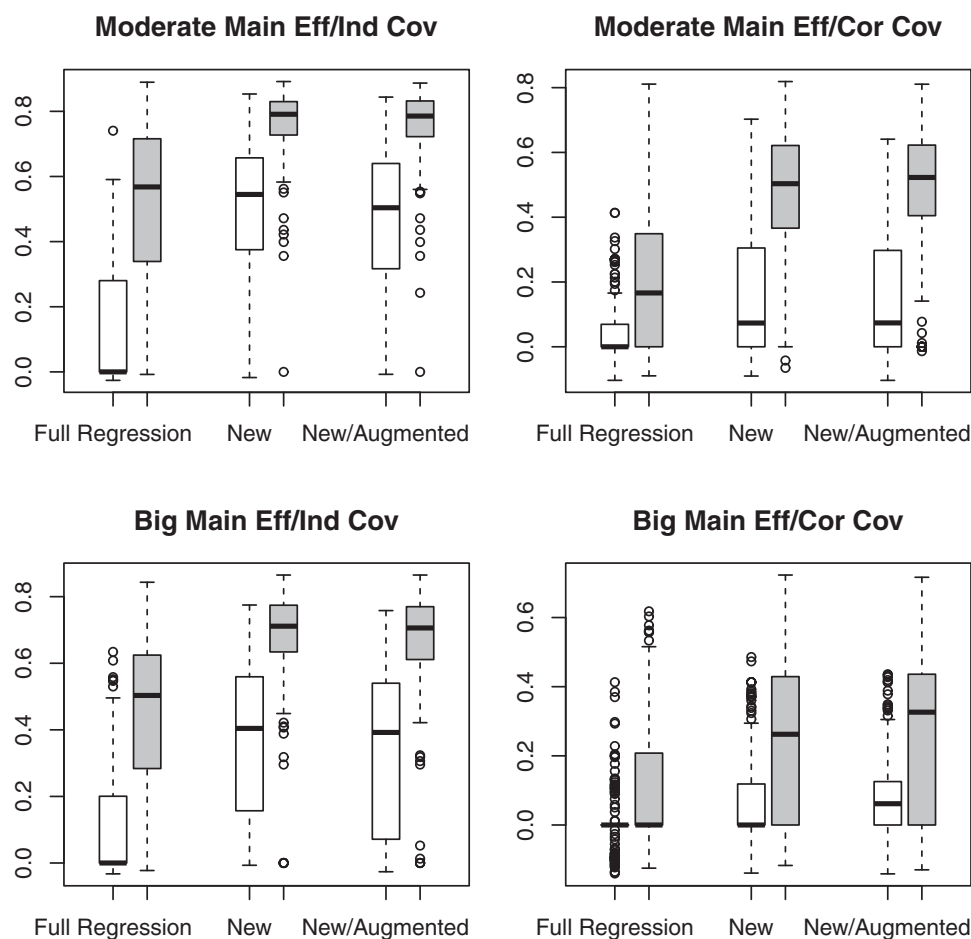 Moderate Main Eff/Ind Cov
0.0 0.2 0.4 0.6 0.8
Full Regression New New/Augmented
Moderate Main Eff/Cor Cov
0.0 0.2 0.4 0.6 0.8
Full Regression New New/Augmented
Big Main Eff/Ind Cov
0.0 0.2 0.4 0.6 0.8
Full Regression New New/Augmented
Big Main Eff/Cor Cov
0.0 0.2 0.4 0.6
Full Regression New New/Augmented